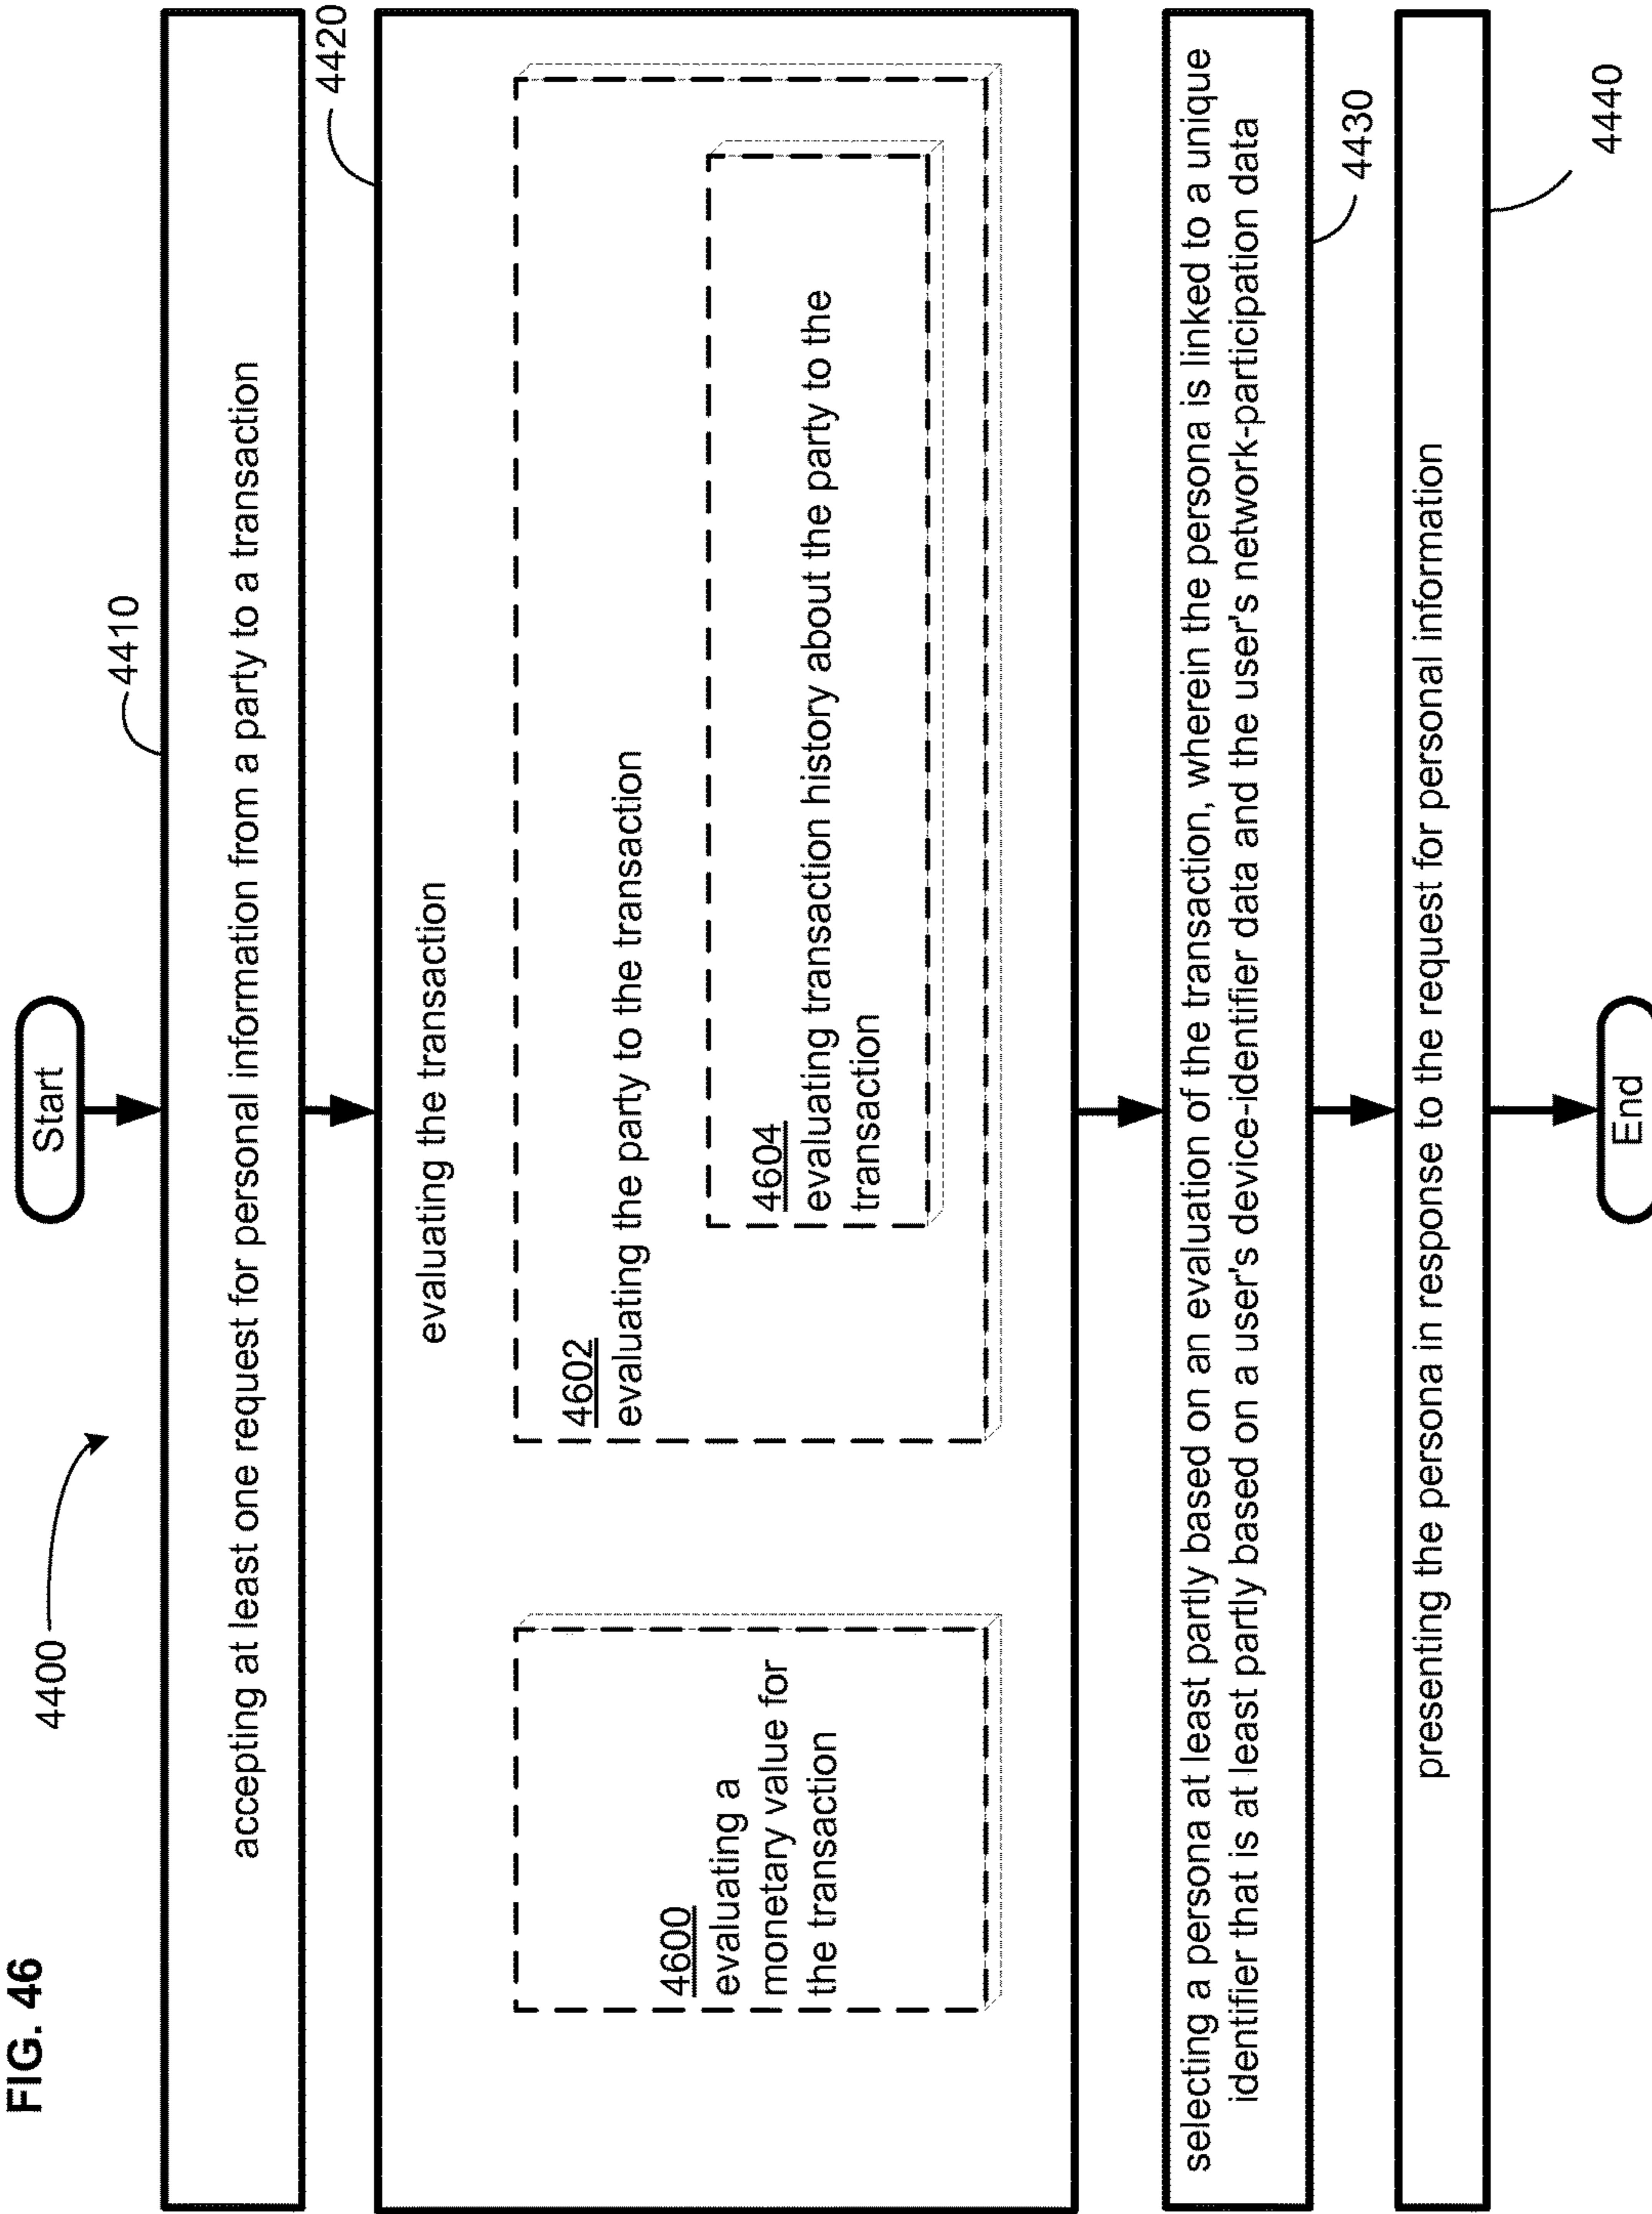 FIG. 46
4400
Start
4410
accepting at least one request for personal information from a party to a transaction
4420
evaluating the transaction
4600
evaluating a
monetary value for
the transaction
4602
evaluating the party to the transaction
4604
evaluating transaction history about the party to the
transaction
selecting a persona at least partly based on an evaluation of the transaction, wherein the persona is linked to a unique
identifier that is at least partly based on a user's device-identifier data and the user's network-participation data
4430
presenting the persona in response to the request for personal information
4440
End